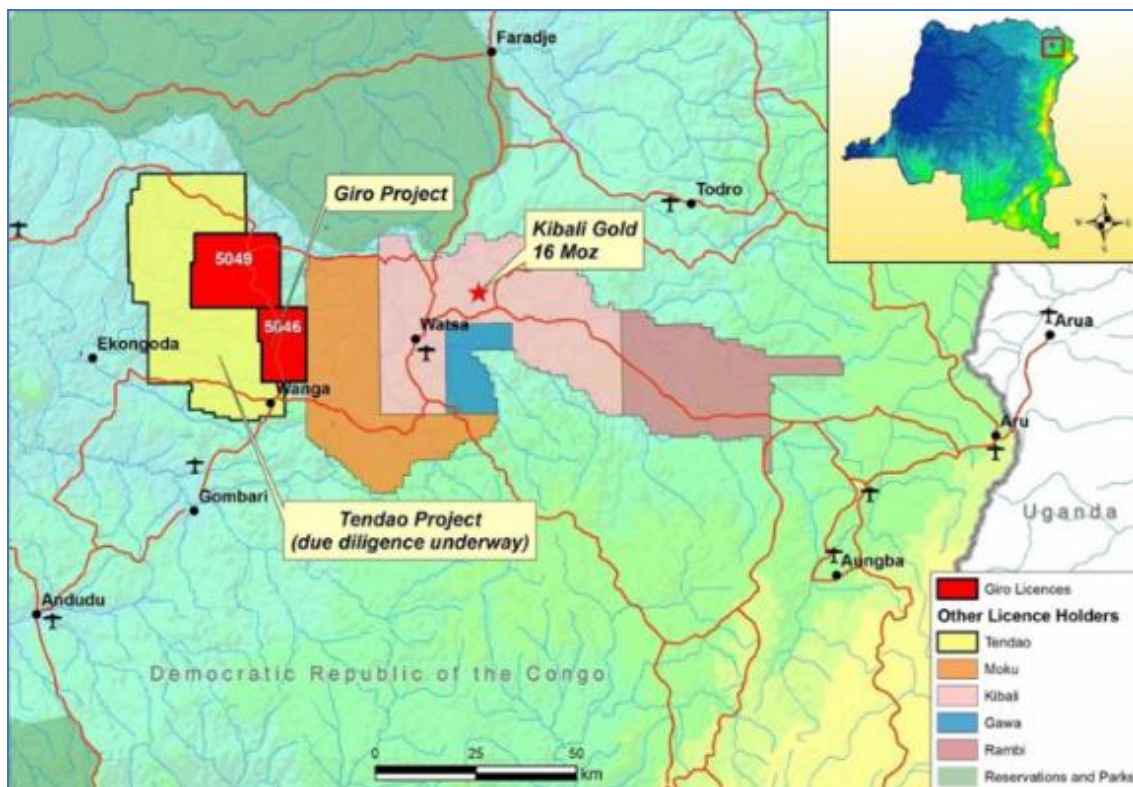 Faradje
N
W
E
S
Giro Project
Todro
Kibali Gold
16 Moz
5049
5046
Watsa
Arua
Ekongoda
Wanga
Aru
Gombari
Uganda
Tendao Project
(due diligence underway)
Aungba
Andudu
Democratic Republic of the Congo
0
25
50
km
Giro Licences
Other Licence Holders
Tendao
Moku
Kibali
Gawa
Rambi
Reservations and Parks